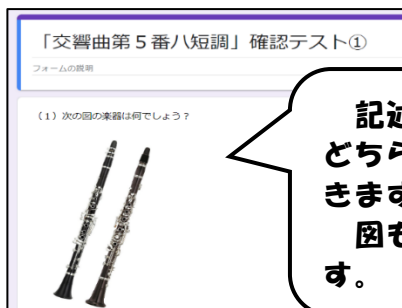 「交響曲第5番ハ短調」確認テスト①
フォームの説明
(1)次の図の楽器は何でしょう？
記述
どちら
きます
図も
す。